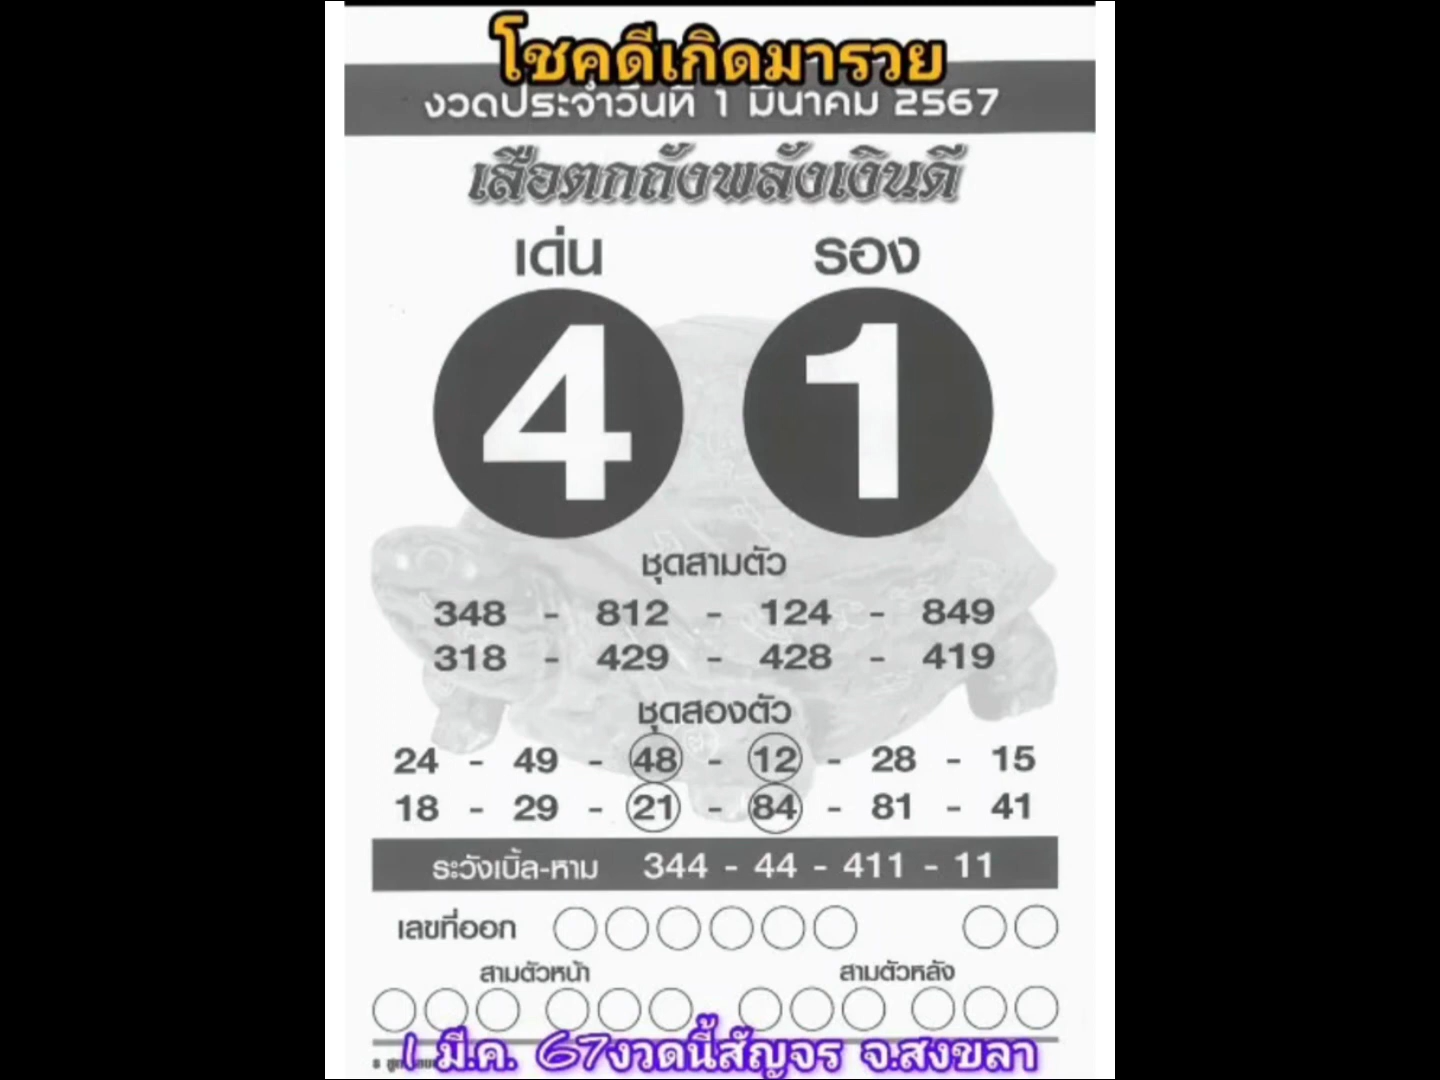 โชคดีเกิดมารวย
งวดประจำวันที่ 1 มีนาคม 2567
เสือตกถังพลังเงินดี
เด่น รอง
4 1
ชุดสามตัว
348 - 812 - 124 - 849
318 - 429 - 428 - 419
ชุดสองตัว
24 - 49 - 48 - 12 - 28 - 15
18 - 29 - 21 - 84 - 81 - 41
ระวังเบิ้ล-หาม 344 - 44 - 411 - 11
เลขที่ออก
สามตัวหน้า สามตัวหลัง
1 มี.ค. 67งวดนี้สัญจร จ.สงขลา